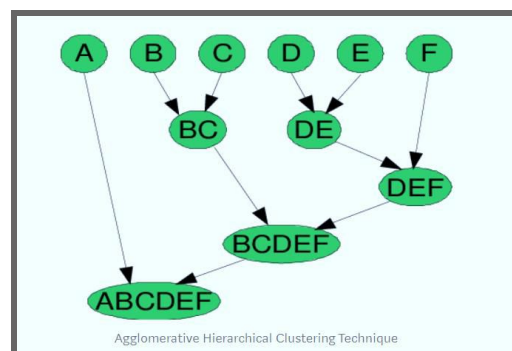 A B C D E F
BC DE
DEF
BCDEF
ABCDEF
Agglomerative Hierarchical Clustering Technique